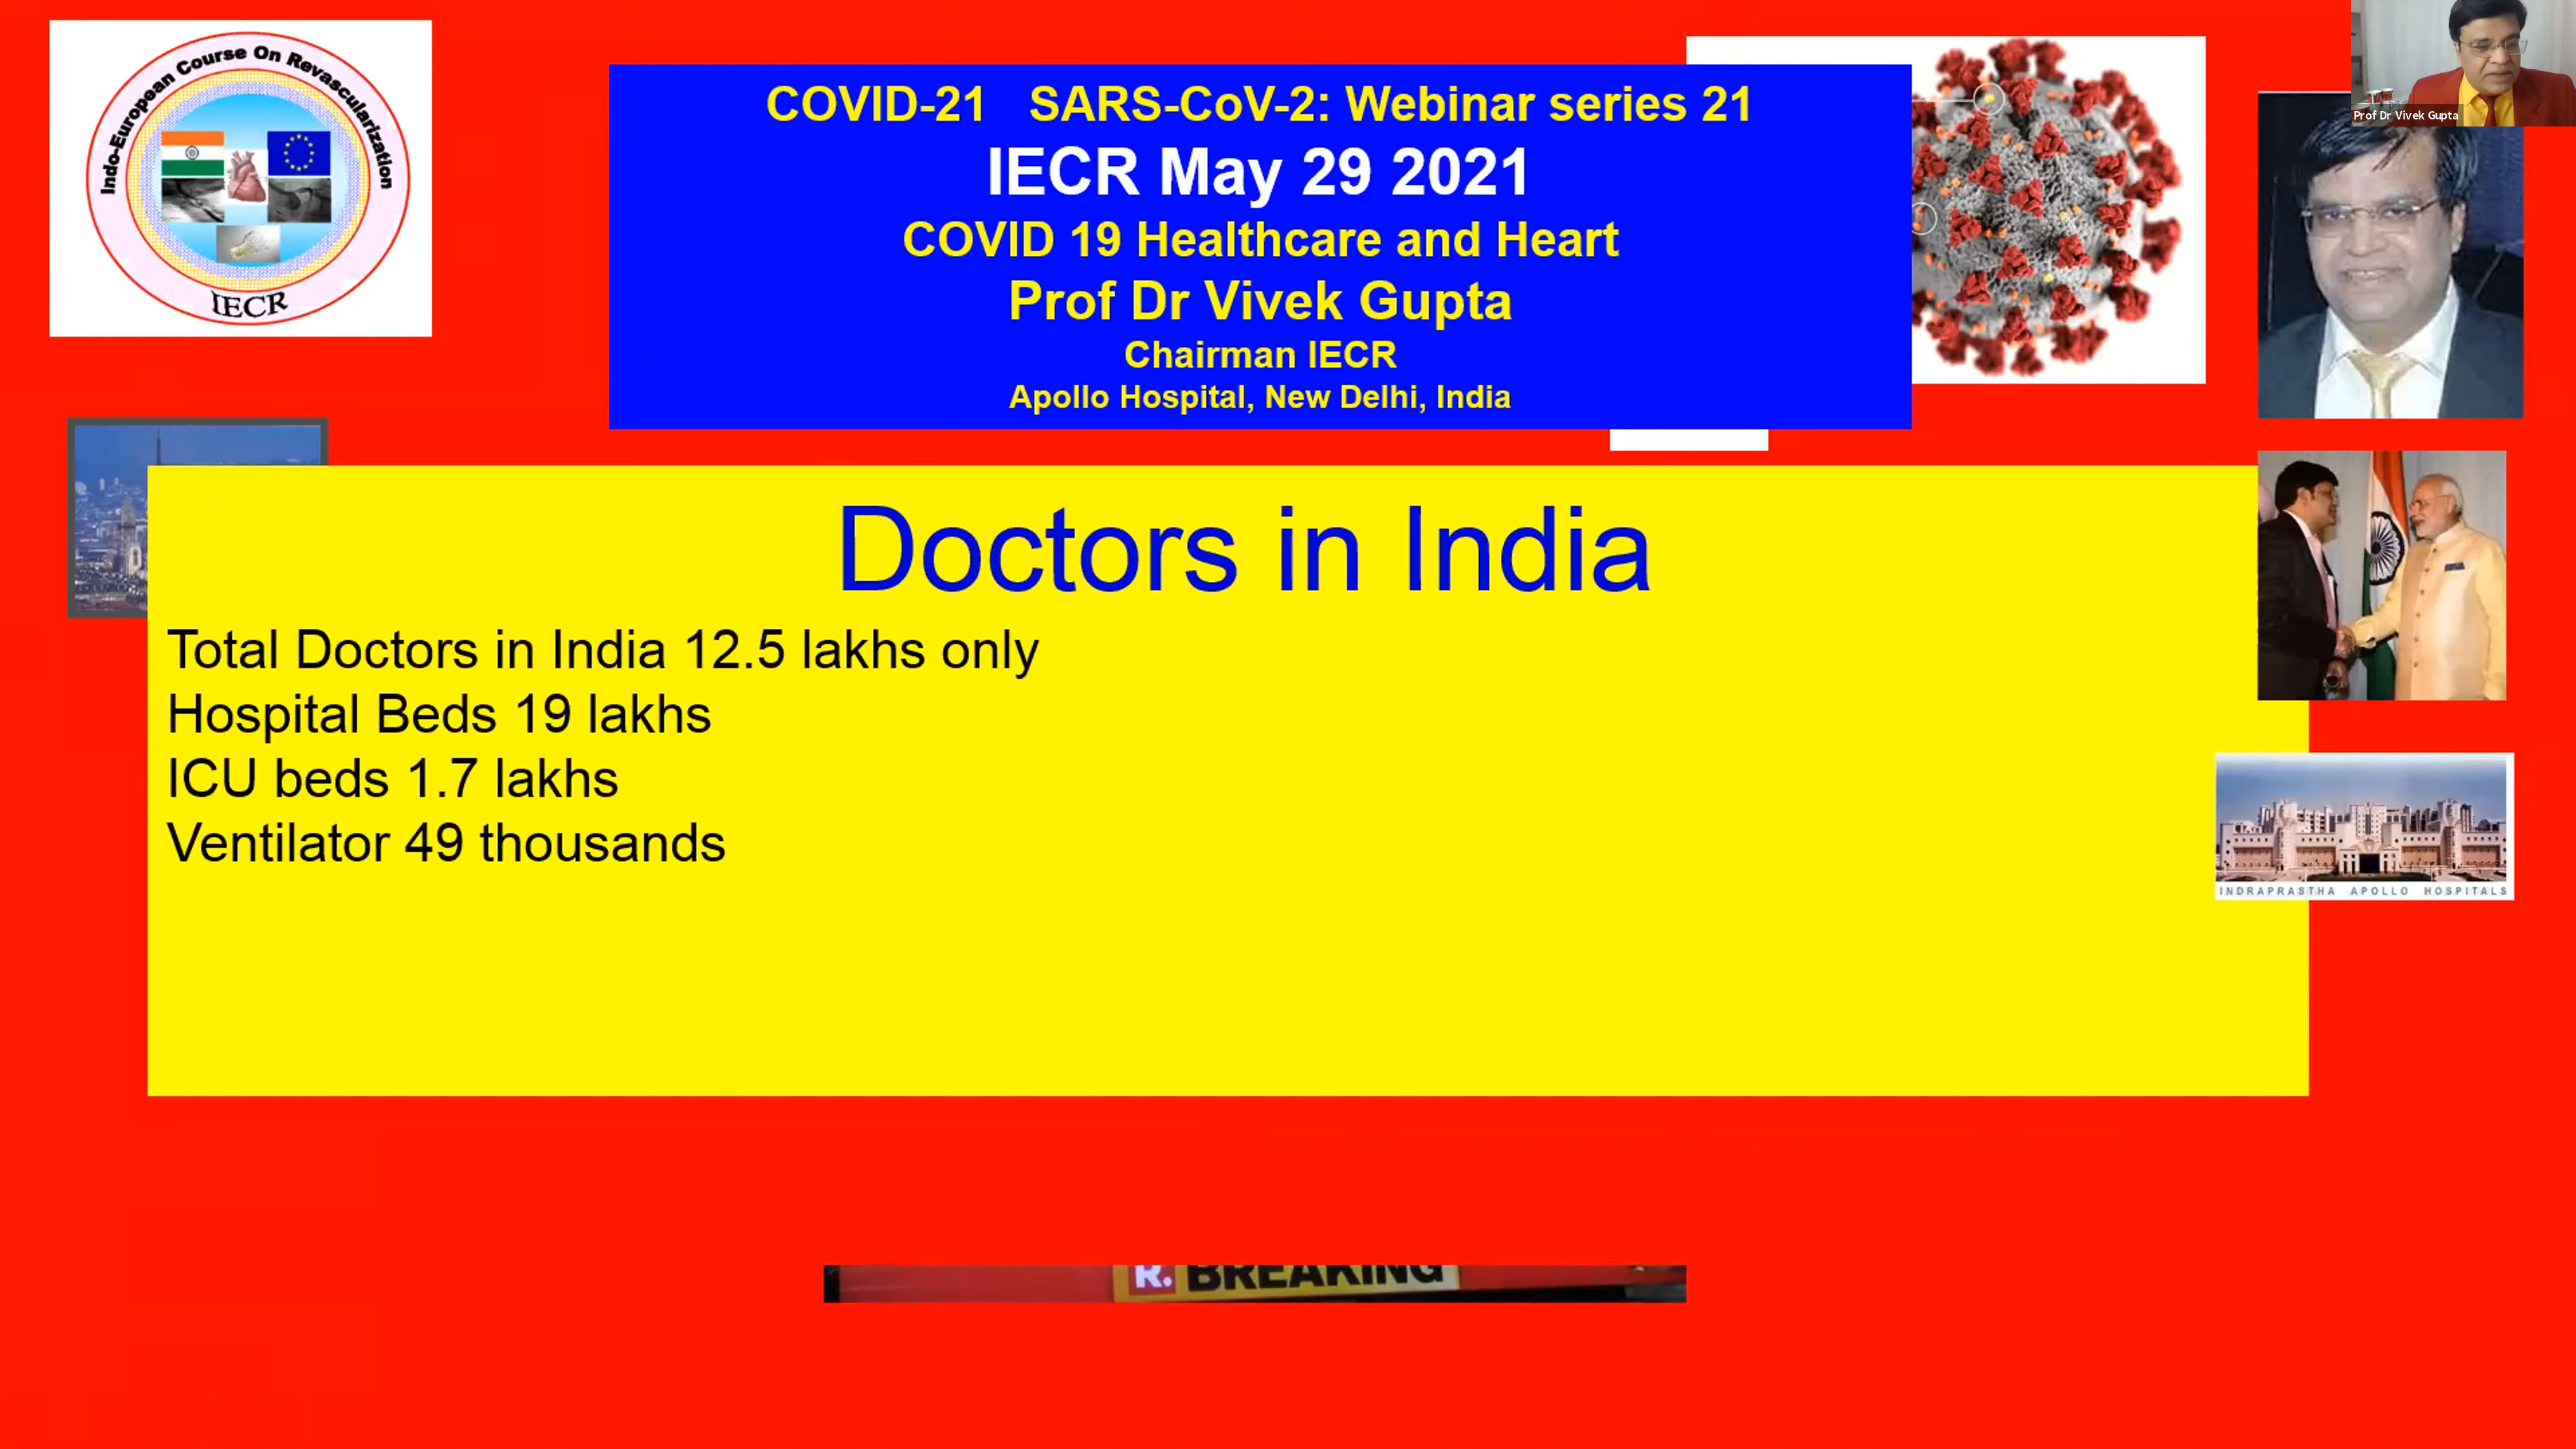 Indo-European Course On Revascularization
IECR
COVID-21 SARS-CoV-2: Webinar series 21
IECR May 29 2021
COVID 19 Healthcare and Heart
Prof Dr Vivek Gupta
Chairman IECR
Apollo Hospital, New Delhi, India
Prof Dr Vivek Gupta
Doctors in India
Total Doctors in India 12.5 lakhs only
Hospital Beds 19 lakhs
ICU beds 1.7 lakhs
Ventilator 49 thousands
INDRAPRASTHA APOLLO HOSPITALS
R. BREAKING